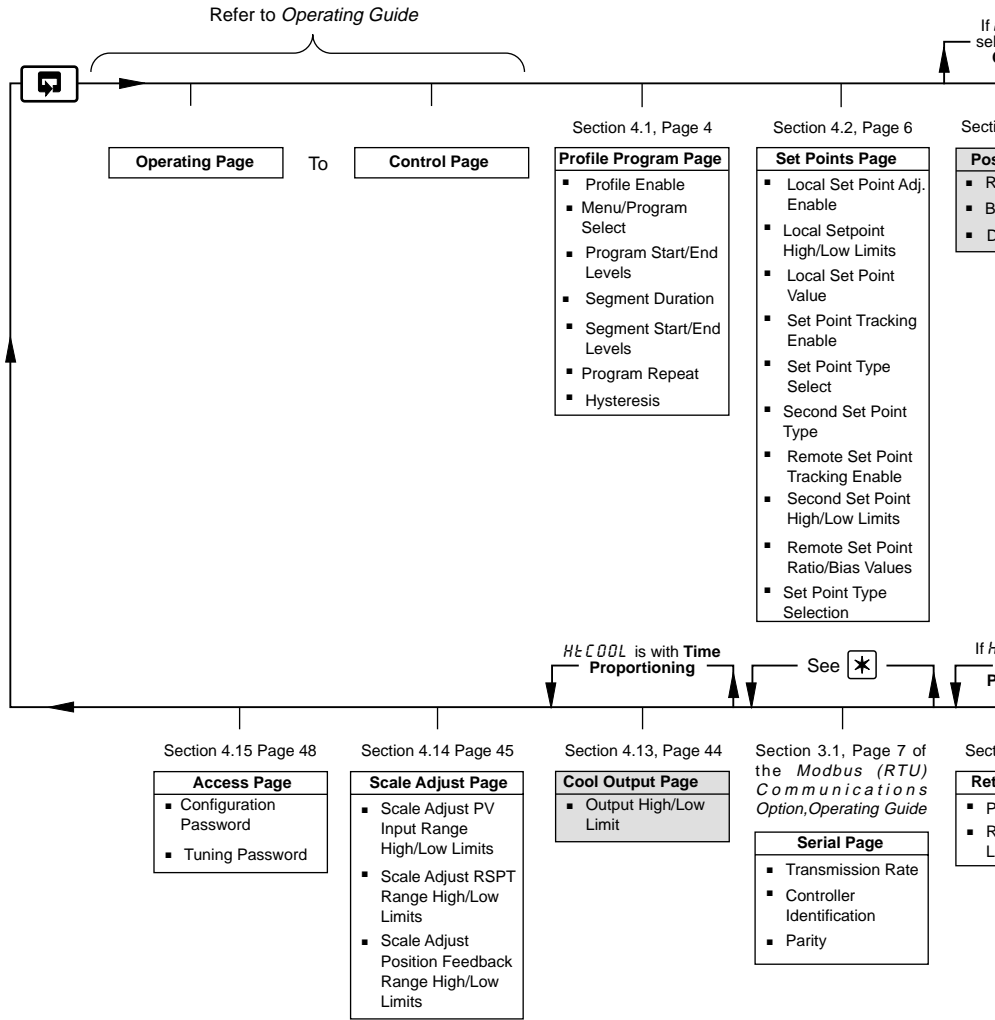 Refer to Operating Guide
If
Section 4.1, Page 4
Section 4.2, Page 6
Operating Page
To
Control Page
Profile Program Page
■ Profile Enable
■ Menu/Program
Select
■ Program Start/End
Levels
■ Segment Duration
■ Segment Start/End
Levels
■ Program Repeat
■ Hysteresis
Set Points Page
■ Local Set Point Adj.
Enable
■ Local Setpoint
High/Low Limits
■ Local Set Point
Value
■ Set Point Tracking
Enable
■ Set Point Type
Select
■ Second Set Point
Type
■ Remote Set Point
Tracking Enable
■ Second Set Point
High/Low Limits
■ Remote Set Point
Ratio/Bias Values
■ Set Point Type
Selection
HtCOOL is with Time
Proportioning
See
If
Section 4.15 Page 48
Access Page
■ Configuration
Password
■ Tuning Password
Section 4.14 Page 45
Scale Adjust Page
■ Scale Adjust PV
Input Range
High/Low Limits
■ Scale Adjust RSPT
Range High/Low
Limits
■ Scale Adjust
Position Feedback
Range High/Low
Limits
Section 4.13, Page 44
Cool Output Page
■ Output High/Low
Limit
Section 3.1, Page 7 of
the Modbus (RTU)
Communications
Option,Operating Guide
Serial Page
■ Transmission Rate
■ Controller
Identification
■ Parity